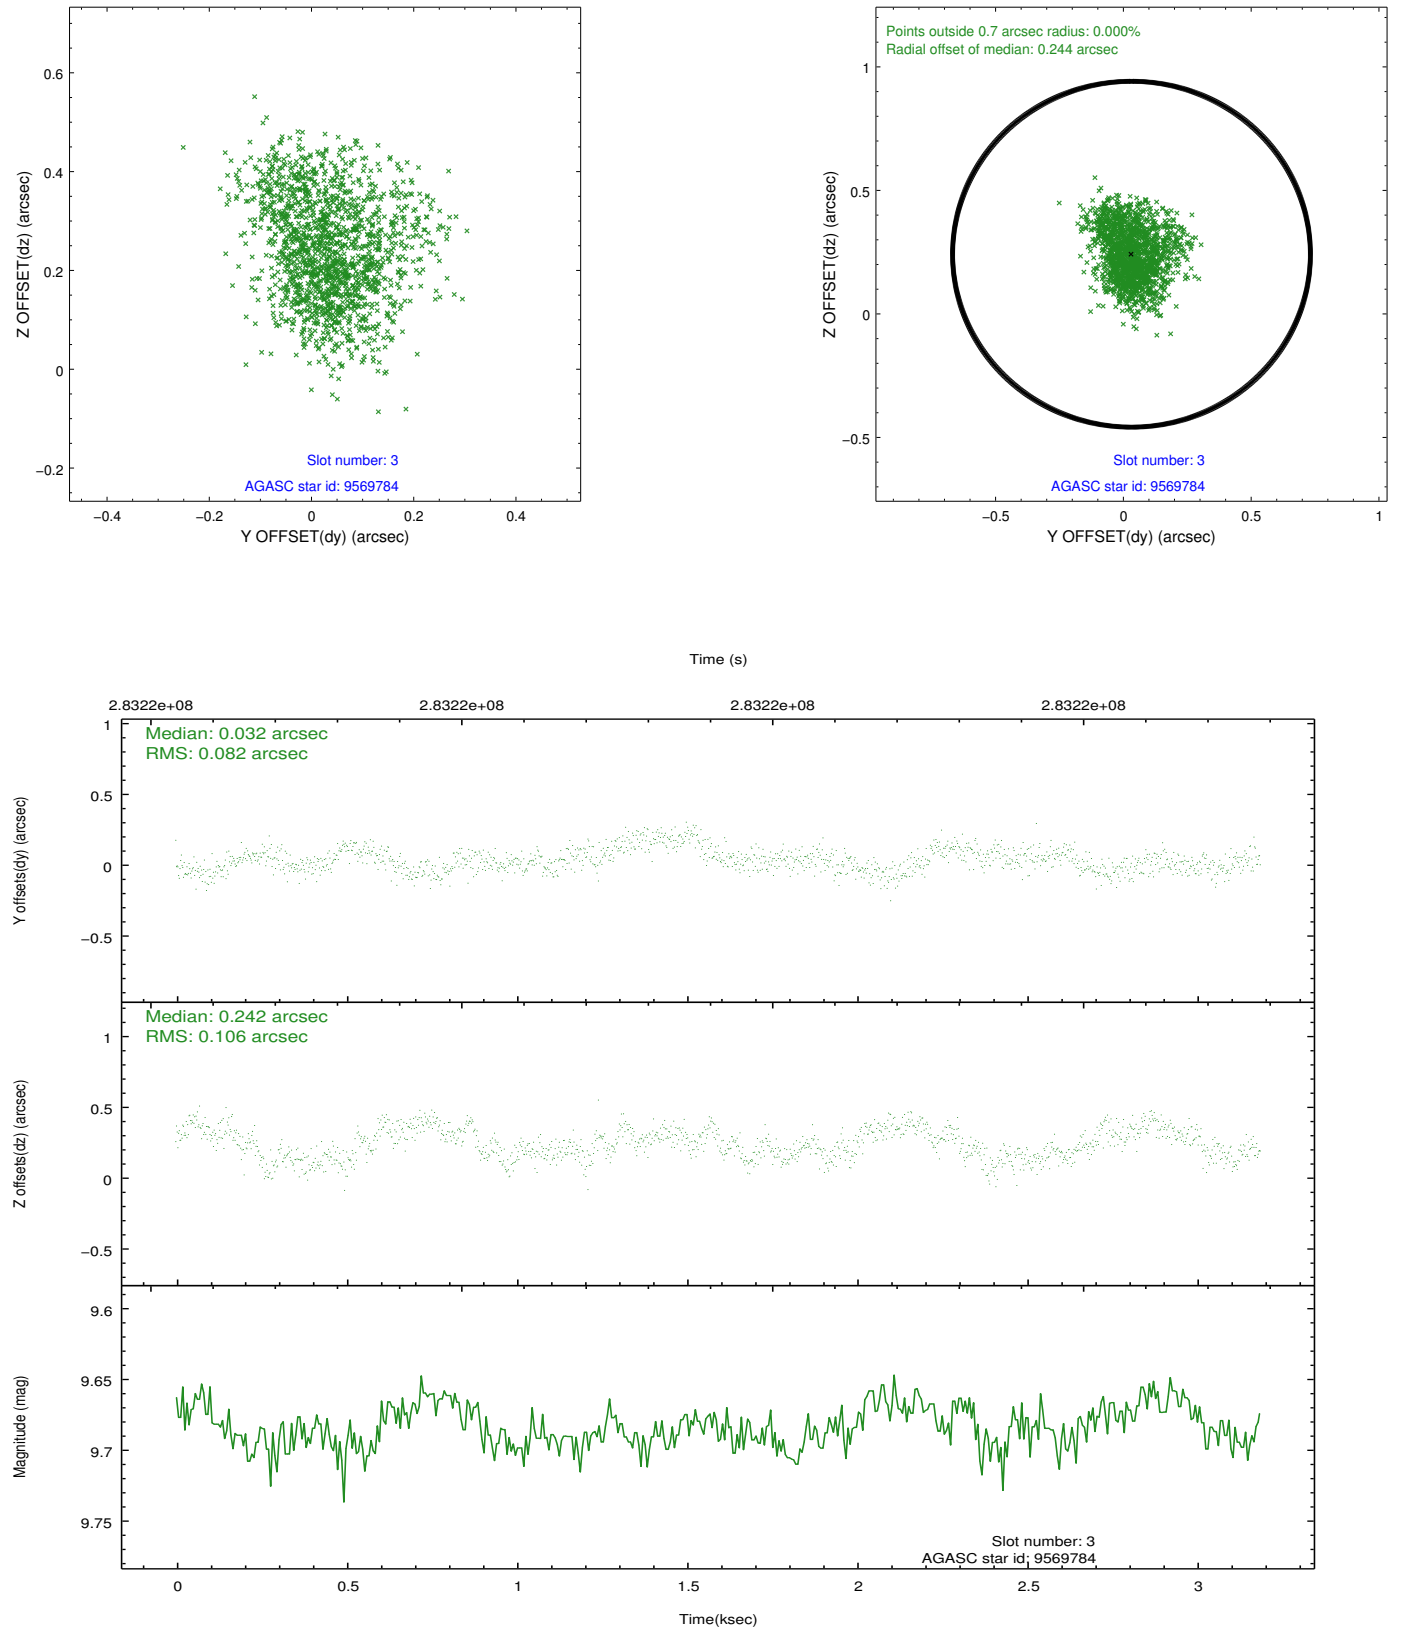 0.6
0.4
0.2
0
−0.2
Z OFFSET(dz) (arcsec)
Slot number: 3
AGASC star id: 9569784
−0.4
−0.2
0
0.2
0.4
Y OFFSET(dy) (arcsec)
Points outside 0.7 arcsec radius: 0.000%
Radial offset of median: 0.244 arcsec
1
0.5
0
−0.5
Z OFFSET(dz) (arcsec)
Slot number: 3
AGASC star id: 9569784
−0.5
0
0.5
1
Y OFFSET(dy) (arcsec)
Time (s)
2.8322e+08
2.8322e+08
2.8322e+08
2.8322e+08
Median: 0.032 arcsec
RMS: 0.082 arcsec
1
0.5
0
−0.5
Y offsets(dy) (arcsec)
Median: 0.242 arcsec
RMS: 0.106 arcsec
1
0.5
0
−0.5
Z offsets(dz) (arcsec)
9.6
9.65
9.7
9.75
Magnitude (mag)
Slot number: 3
AGASC star id: 9569784
0
0.5
1
1.5
2
2.5
3
Time(ksec)